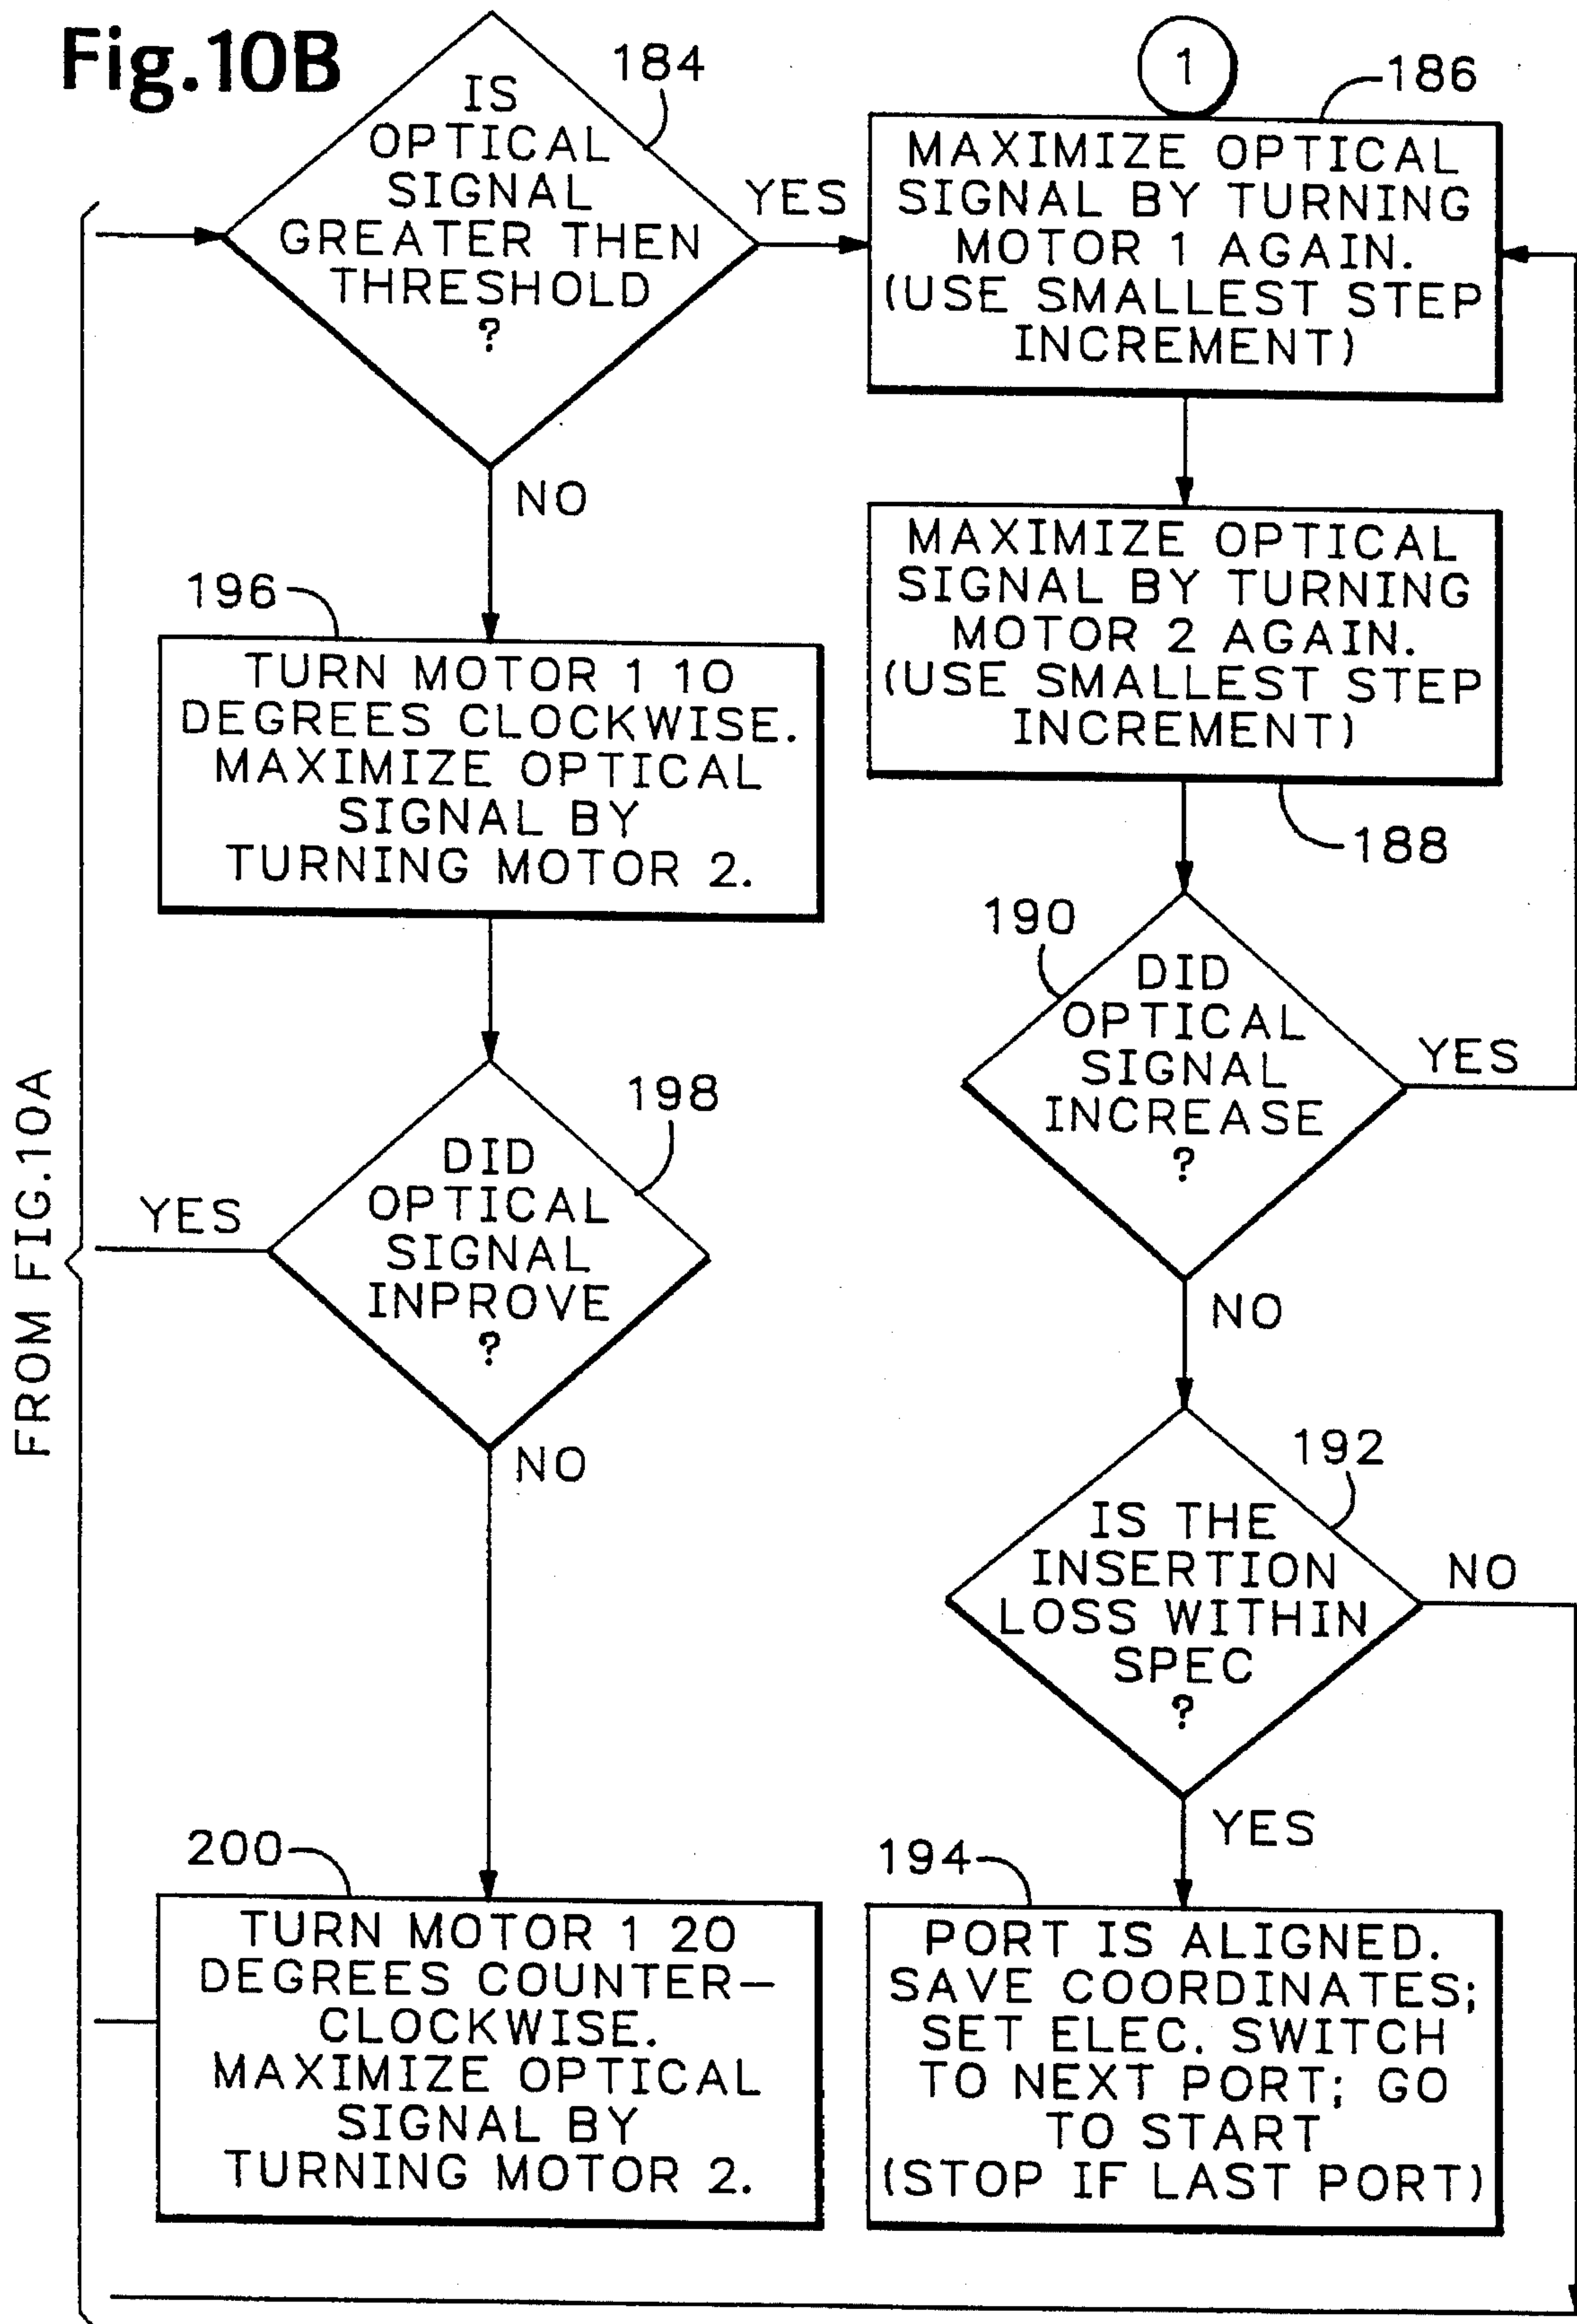 Fig.10B
184
IS
OPTICAL
SIGNAL
GREATER THEN
THRESHOLD
?
YES
NO
1
186
MAXIMIZE OPTICAL
SIGNAL BY TURNING
MOTOR 1 AGAIN.
(USE SMALLEST STEP
INCREMENT)
MAXIMIZE OPTICAL
SIGNAL BY TURNING
MOTOR 2 AGAIN.
(USE SMALLEST STEP
INCREMENT)
188
196
TURN MOTOR 1 10
DEGREES CLOCKWISE.
MAXIMIZE OPTICAL
SIGNAL BY
TURNING MOTOR 2.
190
DID
OPTICAL
SIGNAL
INCREASE
?
YES
NO
198
DID
OPTICAL
SIGNAL
INPROVE
?
YES
NO
FROM FIG.10A
192
IS THE
INSERTION
LOSS WITHIN
SPEC
?
NO
YES
200
TURN MOTOR 1 20
DEGREES COUNTER-
CLOCKWISE.
MAXIMIZE OPTICAL
SIGNAL BY
TURNING MOTOR 2.
194
PORT IS ALIGNED.
SAVE COORDINATES;
SET ELEC. SWITCH
TO NEXT PORT; GO
TO START
(STOP IF LAST PORT)